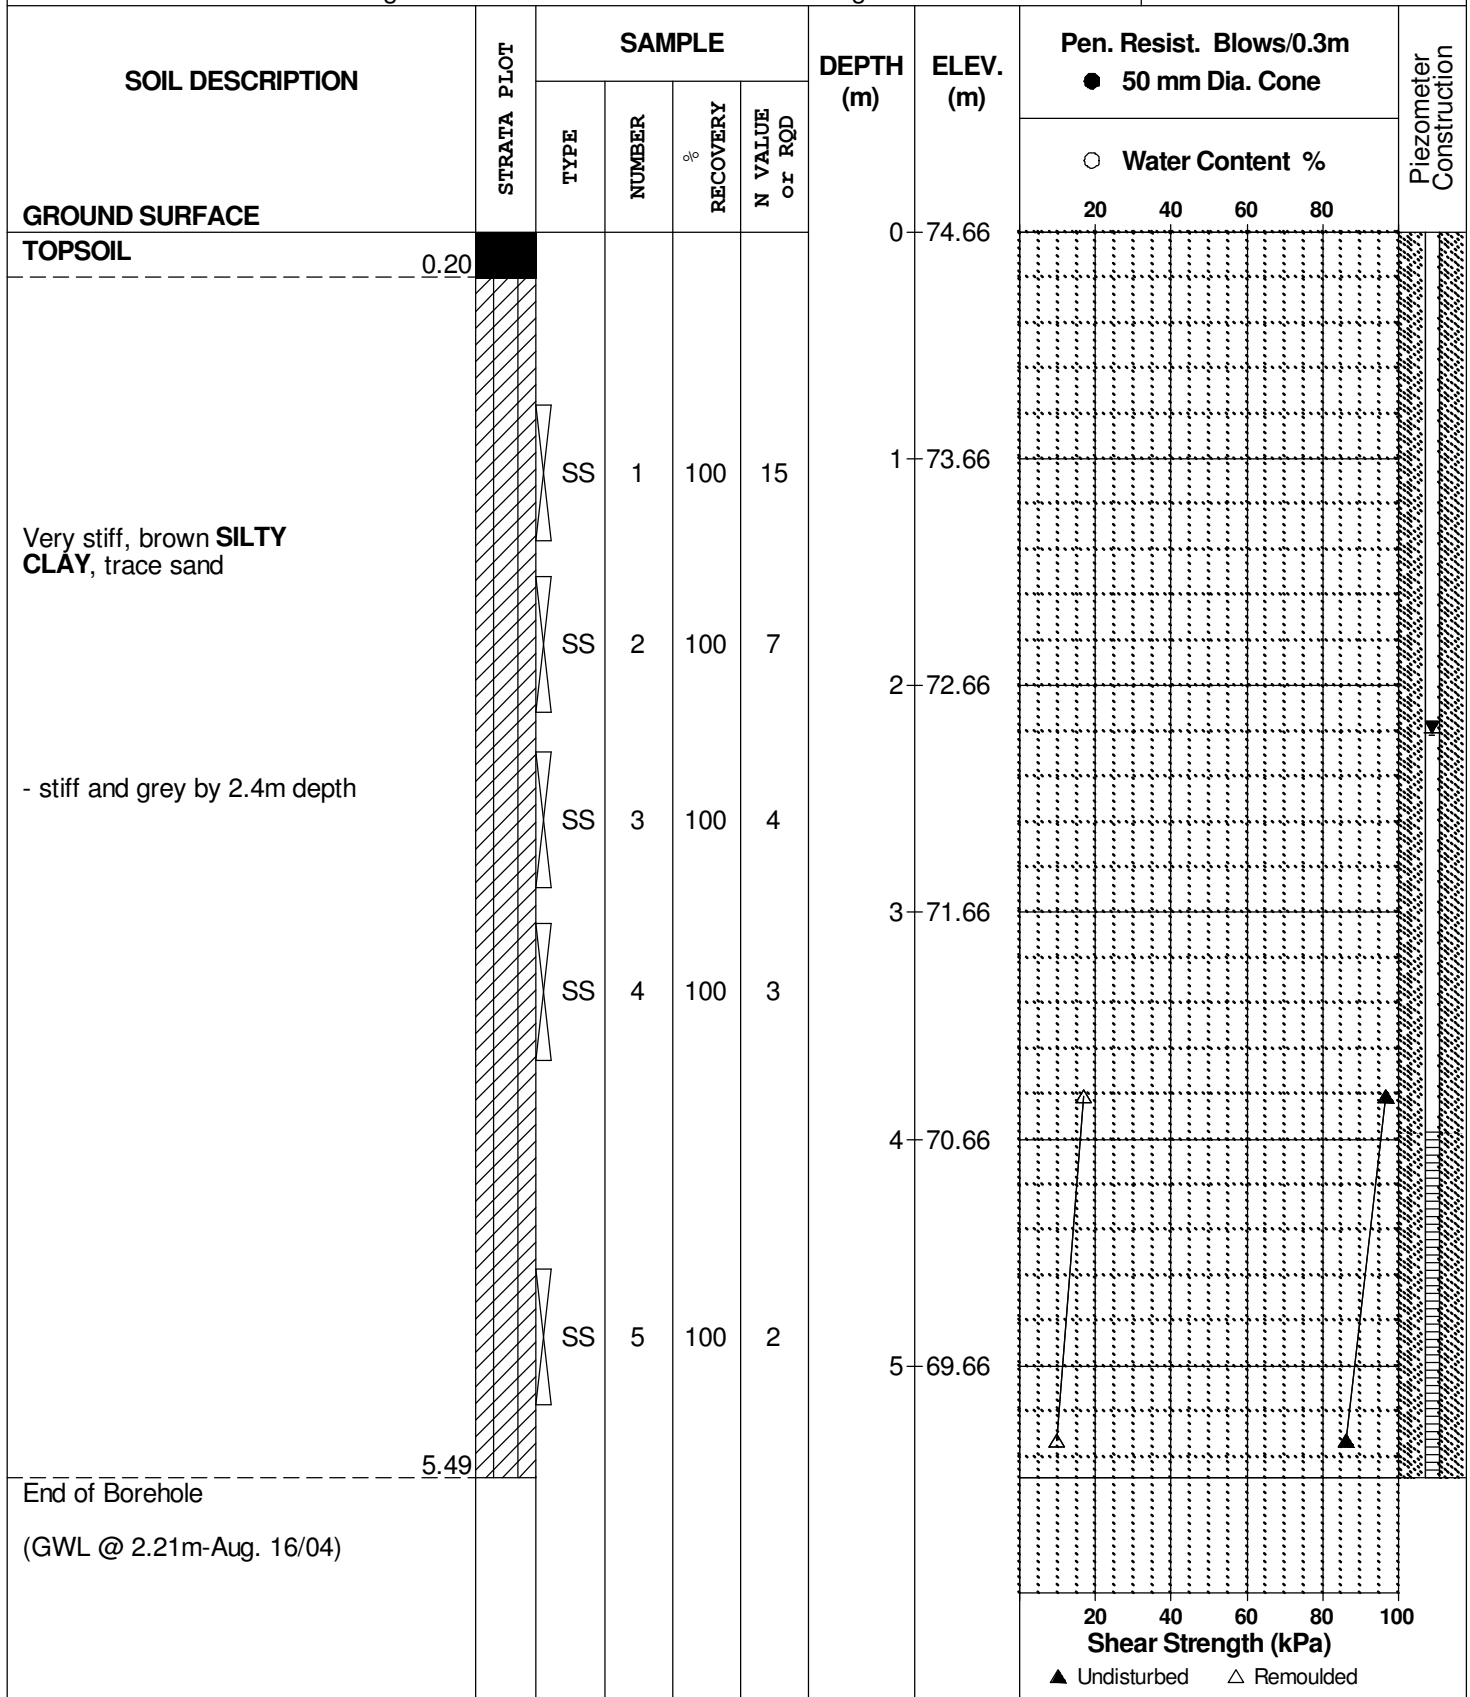 SOIL DESCRIPTION
GROUND SURFACE
STRATA PLOT
SAMPLE
TYPE
NUMBER
% RECOVERY
N VALUE or RQD
DEPTH (m)
ELEV. (m)
Pen. Resist. Blows/0.3m
● 50 mm Dia. Cone
○ Water Content %
20 40 60 80
Piezometer Construction
TOPSOIL
0.20
0 74.66
SS 1 100 15
1 73.66
Very stiff, brown SILTY
CLAY, trace sand
SS 2 100 7
2 72.66
- stiff and grey by 2.4m depth
SS 3 100 4
3 71.66
SS 4 100 3
4 70.66
SS 5 100 2
5 69.66
5.49
End of Borehole
(GWL @ 2.21m-Aug. 16/04)
20 40 60 80 100
Shear Strength (kPa)
▲ Undisturbed △ Remoulded